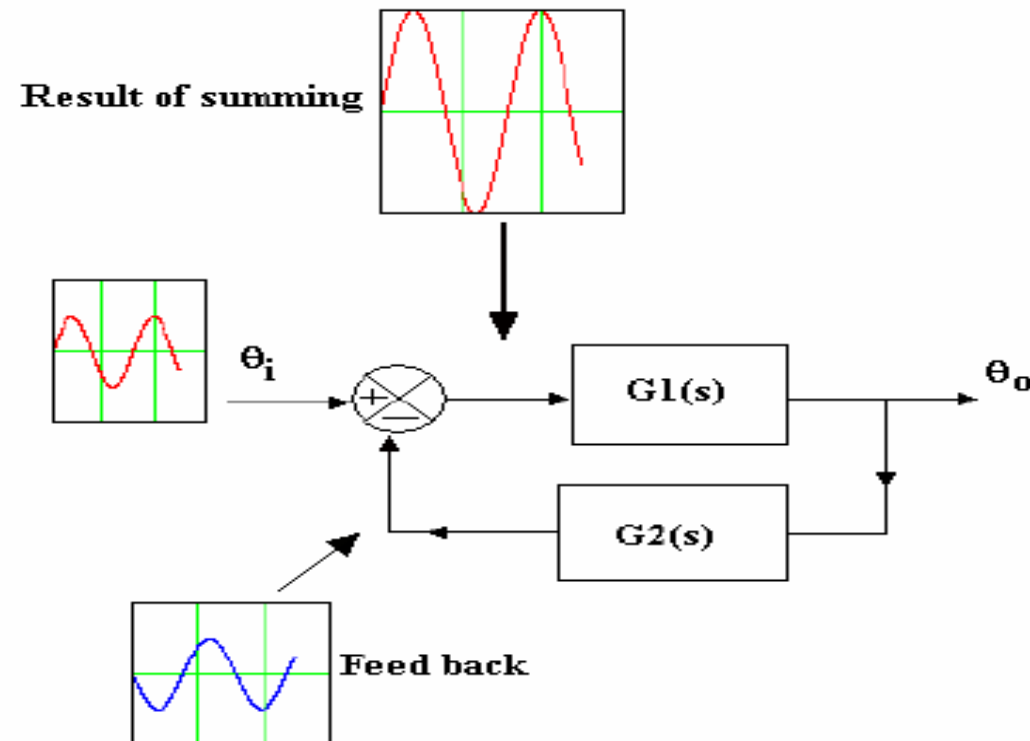 Result of summing
θi
+
−
G1(s)
θo
G2(s)
Feed back